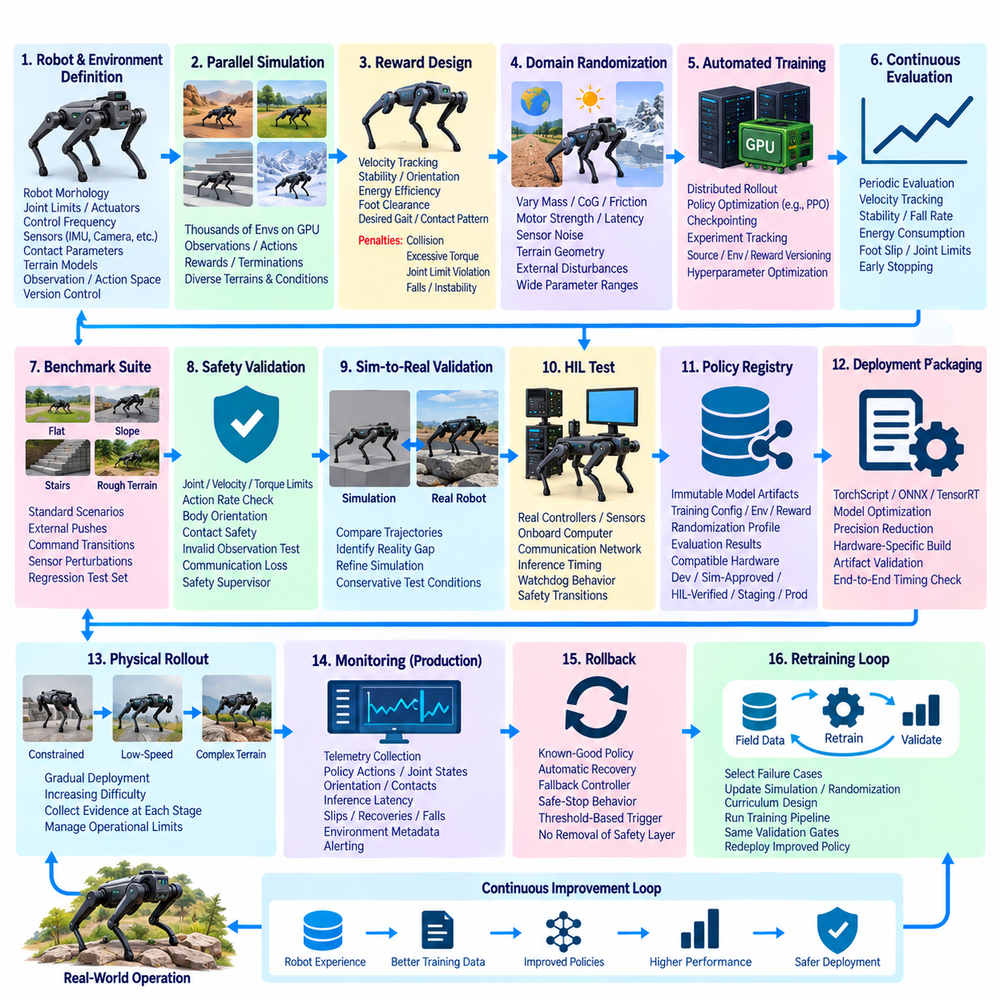 1. Robot & Environment
Definition
Robot Morhology
Joint Limits / Actuators
Control Frequency
Sensors (IMU, Camera, etc.)
Contact Parameters
Terrain Models
Observation / Action Space
Version Control
2. Parallel Simulation
Thousands of Envs on GPU
Observations / Actions
Rewards / Terminations
Diverse Terrains & Conditions
3. Reward Design
Velocity Tracking
Stability / Orientation
Energy Efficiency
Foot Clearance
Desired Gait / Contact Pattern
Penalties: Collision
Excessive Torque
Joint Limit Violation
Falls / Instability
4. Domain Randomization
Vary Mass / CoG / Friction
Motor Strength / Latency
Sensor Noise
Terrain Geometry
External Disturbances
Wide Parameter Ranges
5. Automated Training
GPU
Distributed Rollout
Policy Optimization (e.g., PPO)
Checkpointing
Experiment Tracking
Source / Env / Reward Versioning
Hyperparameter Optimization
6. Continuous
Evaluation
Periodic Evaluation
Velocity Tracking
Stability / Fall Rate
Energy Consumption
Foot Slip / Joint Limits
Early Stopping
7. Benchmark Suite
Flat
Slope
Stairs
Rough Terrain
Standard Scenarios
External Pushes
Command Transitions
Sensor Perturbations
Regression Test Set
8. Safety Validation
Joint / Velocity / Torque Limits
Action Rate Check
Body Orientation
Contact Safety
Invalid Observation Test
Communication Loss
Safety Supervisor
9. Sim-to-Real Validation
Simulation
Real Robot
Compare Trajectories
Identify Reality Gap
Refine Simulation
Conservative Test Conditions
10. HIL Test
Real Controllers / Sensors
Onboard Computer
Communication Network
Inference Timing
Watchdog Behavior
Safety Transitions
11. Policy Registry
Immutable Model Artifacts
Training Config / Env / Reward
Randomization Profile
Evaluation Results
Compatible Hardware
Dev / Sim-Approved /
HIL-Verified / Staging / Prod
12. Deployment Packaging
TorchScript / ONNX / TensorRT
Model Optimization
Precision Reduction
Hardware-Specific Build
Artifact Validation
End-to-End Timing Check
13. Physical Rollout
Constrained
Low-Speed
Complex Terrain
Gradual Deployment
Increasing Difficulty
Collect Evidence at Each Stage
Manage Operational Limits
14. Monitoring (Production)
Telemetry Collection
Policy Actions / Joint States
Orientation / Contacts
Inference Latency
Slips / Recoveries / Falls
Environment Metadata
Alerting
15. Rollback
Known-Good Policy
Automatic Recovery
Fallback Controller
Safe-Stop Behavior
Threshold-Based Trigger
No Removal of Safety Layer
16. Retraining Loop
Field Data
Retrain
Validate
Select Failure Cases
Update Simulation / Randomization
Curriculum Design
Run Training Pipeline
Same Validation Gates
Redeploy Improved Policy
Real-World Operation
Continuous Improvement Loop
Robot Experience
Better Training Data
Improved Policies
Higher Performance
Safer Deployment